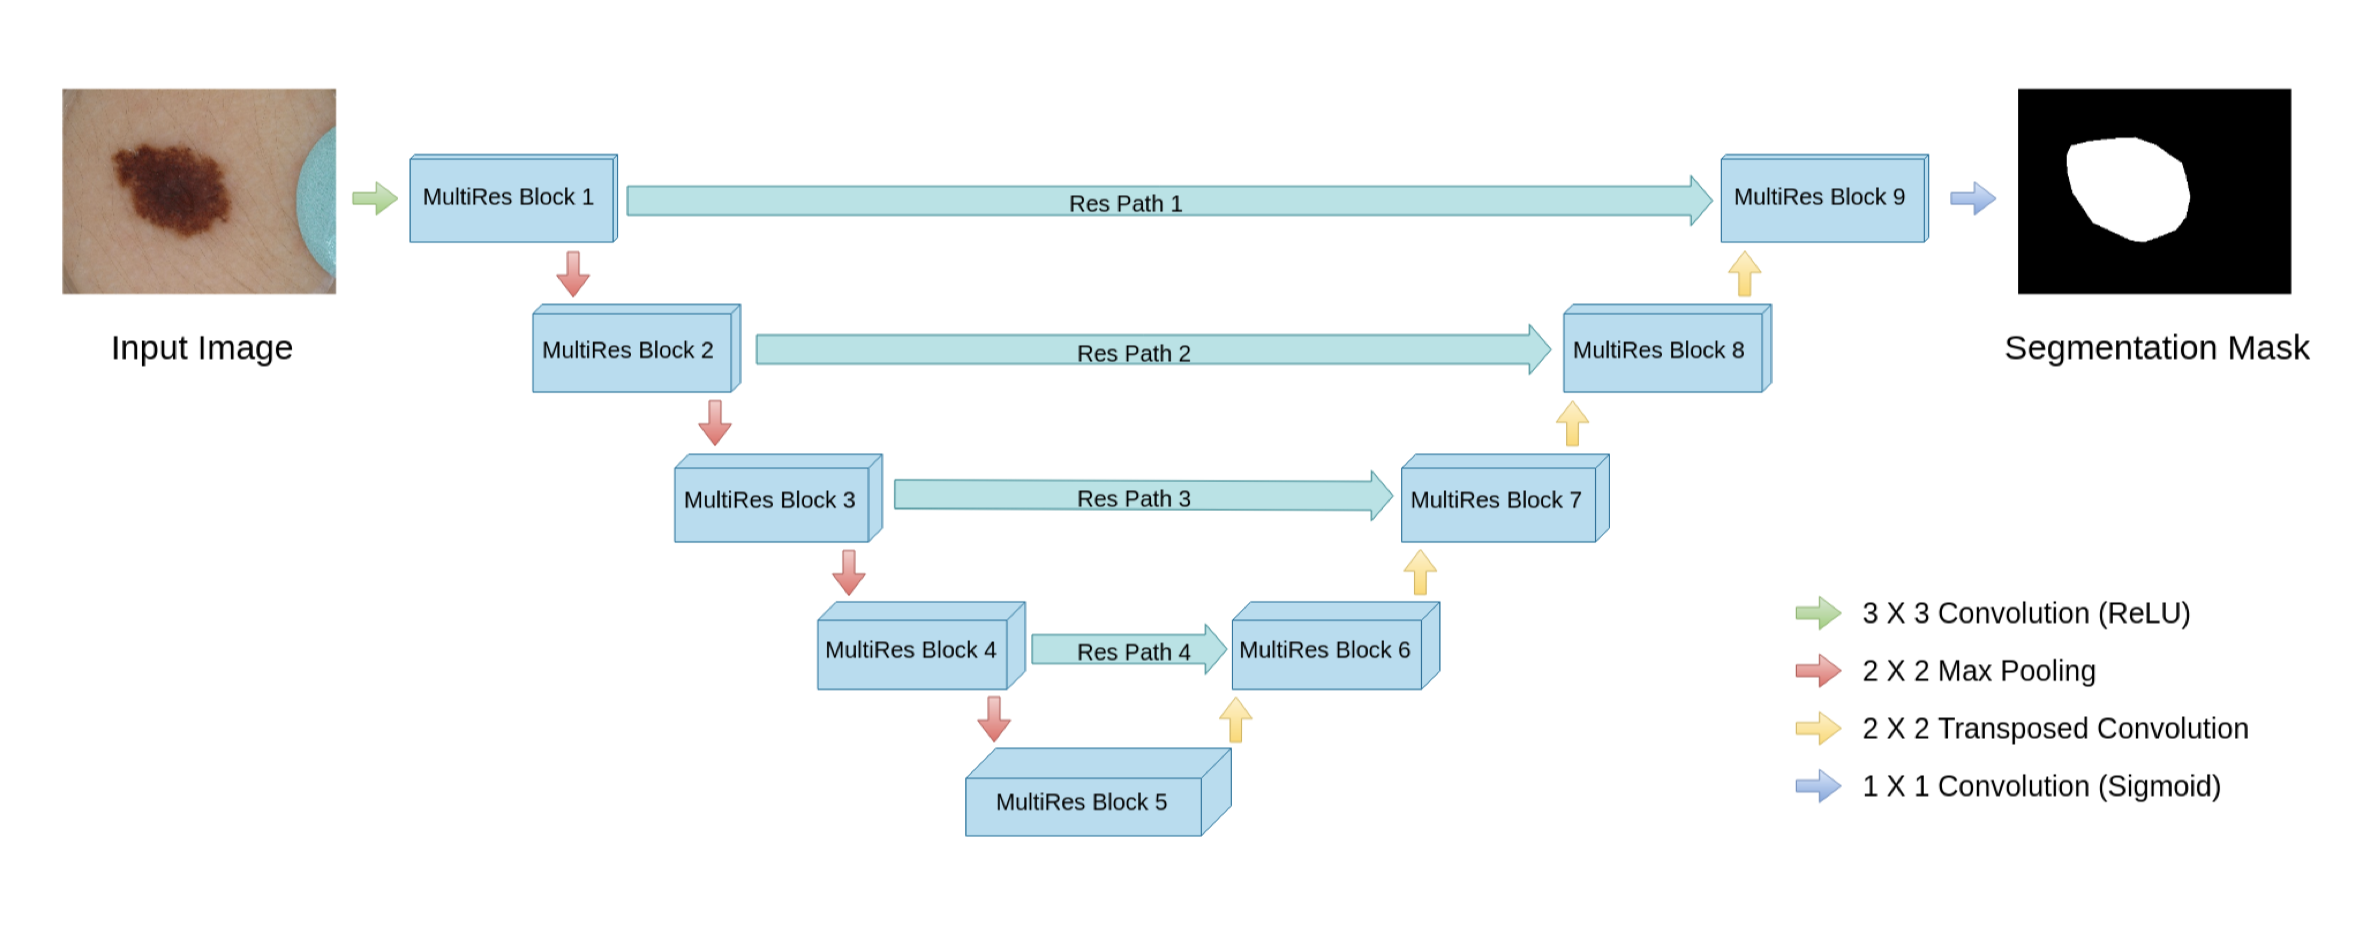 MultiRes Block 1
Res Path 1
MultiRes Block 9
Input Image
MultiRes Block 2
Res Path 2
MultiRes Block 8
Segmentation Mask
MultiRes Block 3
Res Path 3
MultiRes Block 7
MultiRes Block 4
Res Path 4
MultiRes Block 6
MultiRes Block 5
3 X 3 Convolution (ReLU)
2 X 2 Max Pooling
2 X 2 Transposed Convolution
1 X 1 Convolution (Sigmoid)